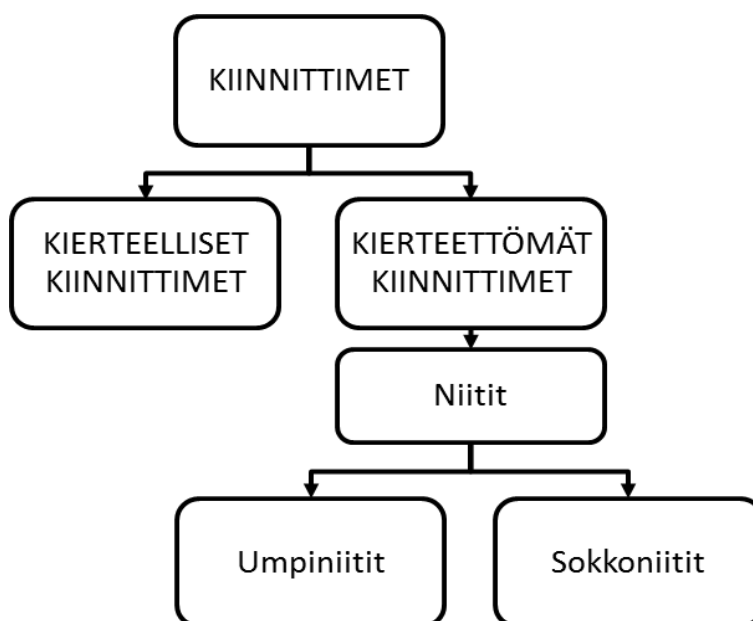 KIINNITTIMET
KIERTEELLISET
KIINNITTIMET
KIERTEETTÖMÄT
KIINNITTIMET
Niitit
Umpiniitit
Sokkoniitit